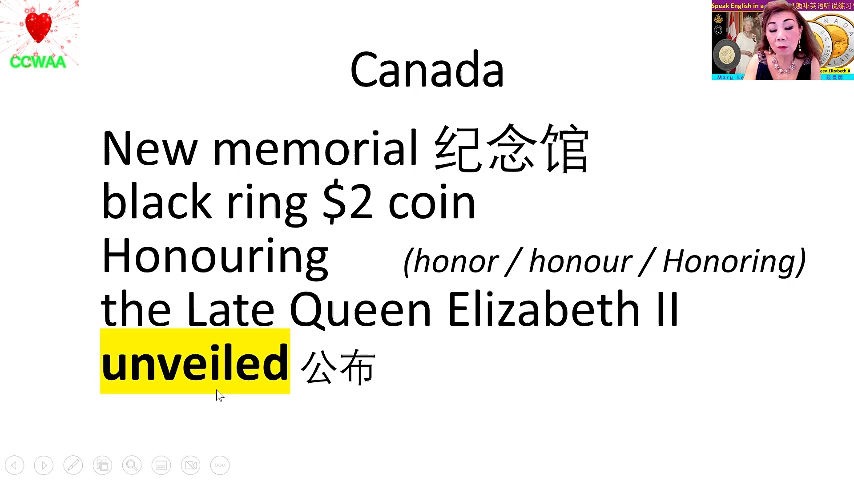 CCWAA
Canada
New memorial 纪念馆
black ring $2 coin
Honouring (honor / honour / Honoring)
the Late Queen Elizabeth II
unveiled 公布